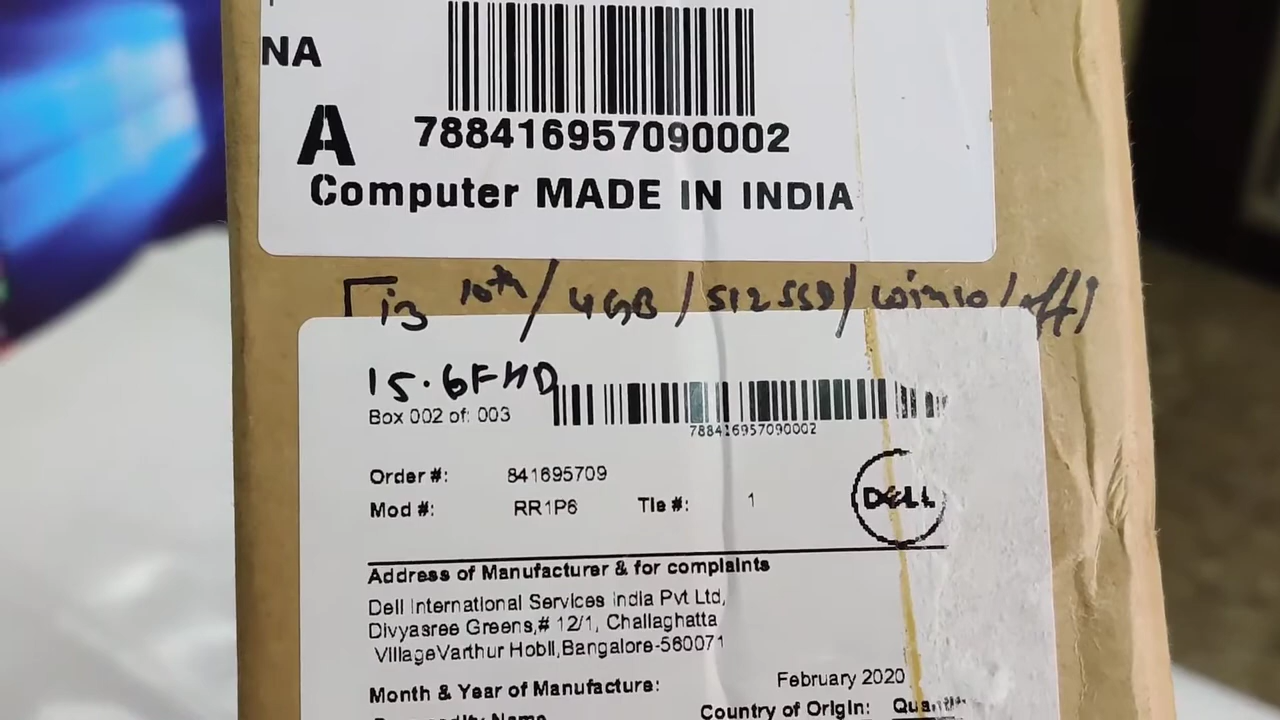 NA
A 788416957090002
Computer MADE IN INDIA
i3 10th/ 4GB / 512 SSD/ win10/off)
15.6FHD
Box 002 of: 003
788416957090002
Order #: 841695709
Mod #: RR1P6 Tie #: 1
DELL
Address of Manufacturer & for complaints
Dell International Services India Pvt Ltd,
Divyasree Greens,# 12/1, Challaghatta
VillageVarthur Hobli,Bangalore-560071
Month & Year of Manufacture: February 2020
Country of Origin: